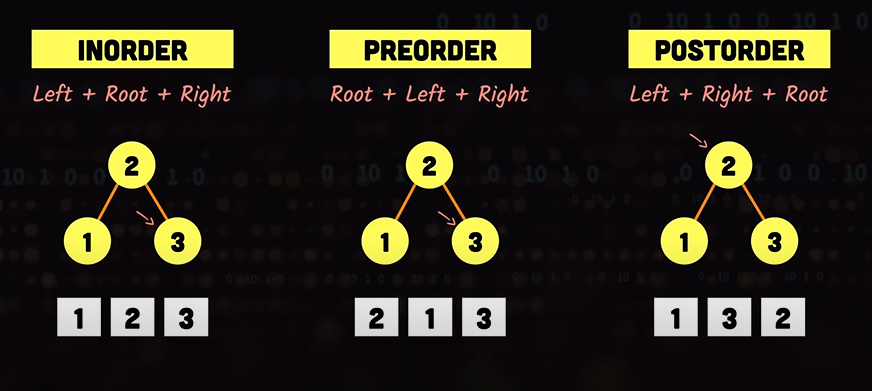 INORDER
Left + Root + Right
2
1 3
1 2 3
PREORDER
Root + Left + Right
2
1 3
2 1 3
POSTORDER
Left + Right + Root
2
1 3
1 3 2